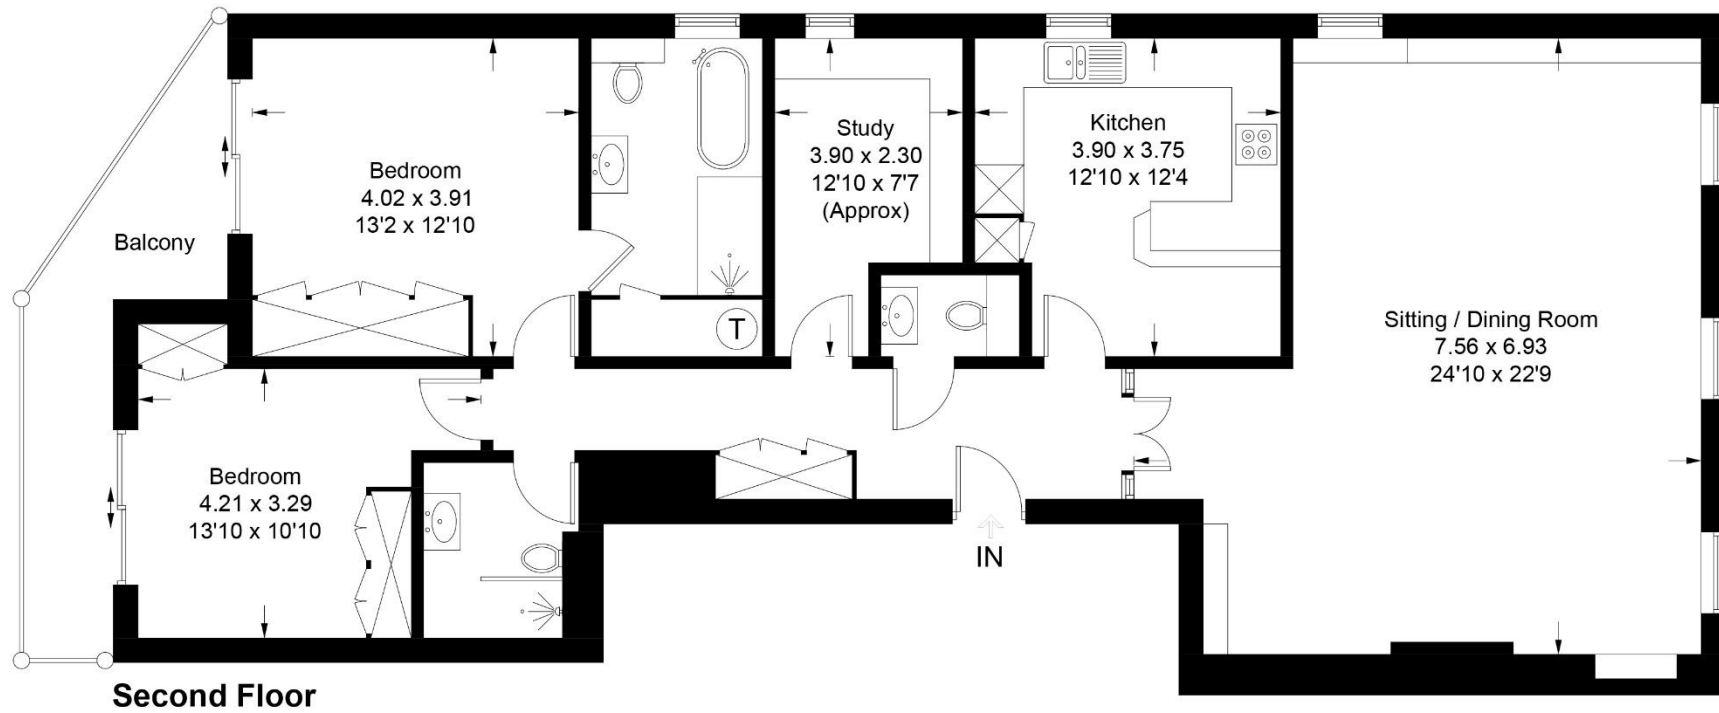 Bedroom
4.02 x 3.91
13'2 x 12'10
Balcony
Study
3.90 x 2.30
12'10 x 7'7
(Approx)
Kitchen
3.90 x 3.75
12'10 x 12'4
T
Sitting / Dining Room
7.56 x 6.93
24'10 x 22'9
Bedroom
4.21 x 3.29
13'10 x 10'10
IN
Second Floor